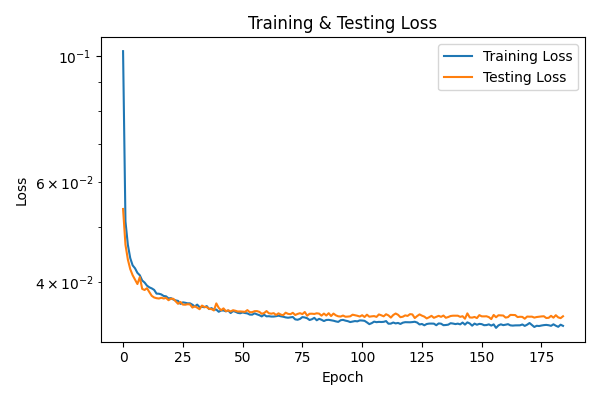 Training & Testing Loss
Training Loss
Testing Loss
Loss
10⁻¹
6 × 10⁻²
4 × 10⁻²
0 25 50 75 100 125 150 175
Epoch